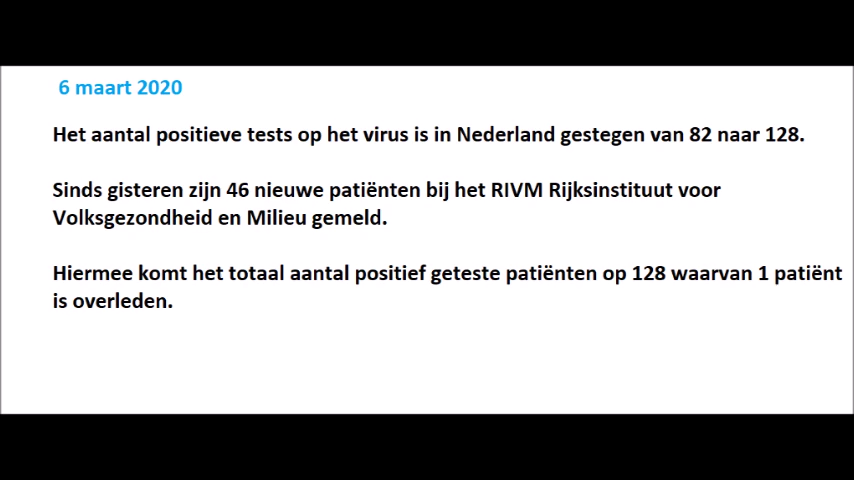 6 maart 2020
Het aantal positieve tests op het virus is in Nederland gestegen van 82 naar 128.
Sinds gisteren zijn 46 nieuwe patiënten bij het RIVM Rijksinstituut voor
Volksgezondheid en Milieu gemeld.
Hiermee komt het totaal aantal positief geteste patiënten op 128 waarvan 1 patiënt
is overleden.